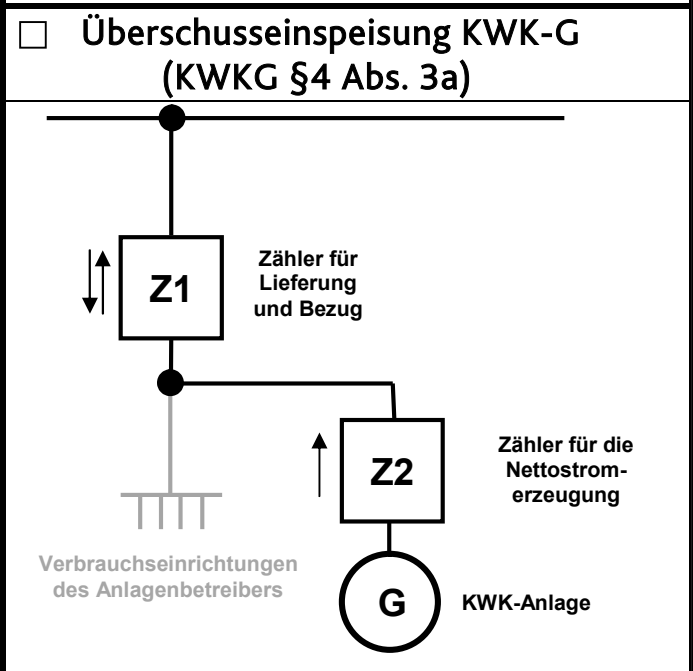 ☐ Überschusseinspeisung KWK-G
(KWKG §4 Abs. 3a)
Z1
Zähler für
Lieferung
und Bezug
Z2
Zähler für die
Nettostrom-
erzeugung
Verbrauchseinrichtungen
des Anlagenbetreibers
G
KWK-Anlage